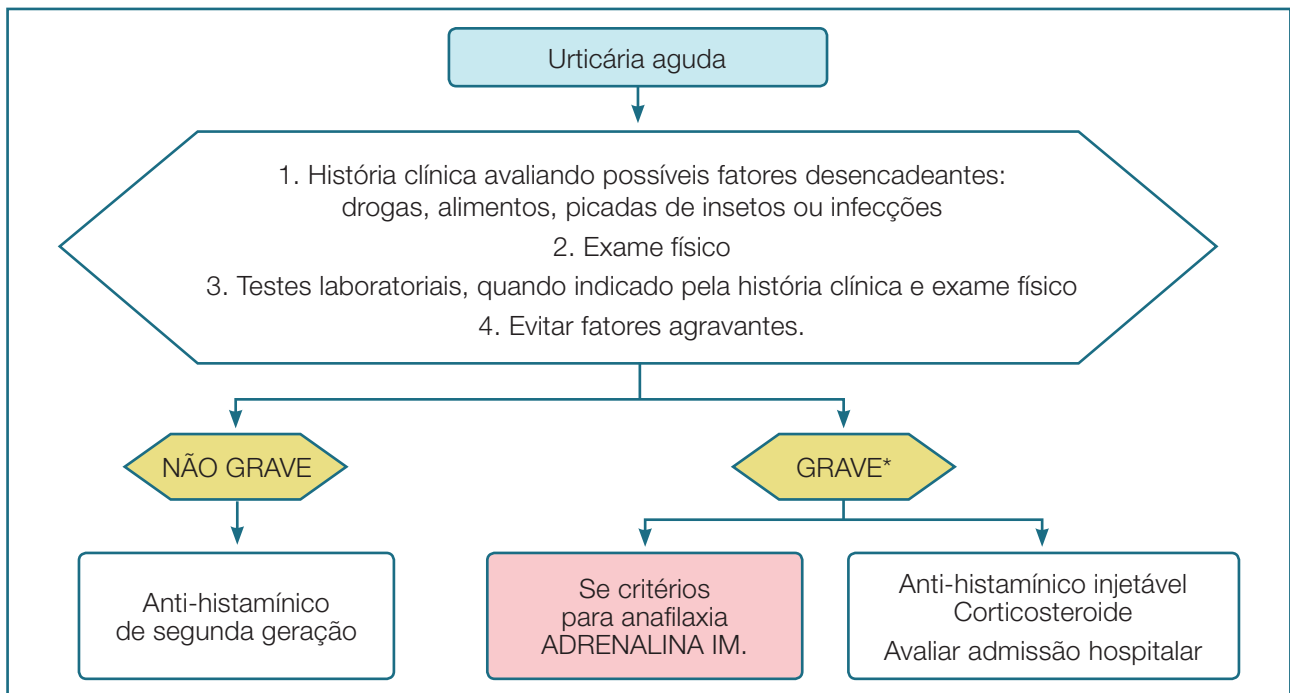 Urticária aguda
1. História clínica avaliando possíveis fatores desencadeantes:
drogas, alimentos, picadas de insetos ou infecções
2. Exame físico
3. Testes laboratoriais, quando indicado pela história clínica e exame físico
4. Evitar fatores agravantes.
NÃO GRAVE
GRAVE*
Anti-histamínico
de segunda geração
Se critérios
para anafilaxia
ADRENALINA IM.
Anti-histamínico injetável
Corticosteroide
Avaliar admissão hospitalar